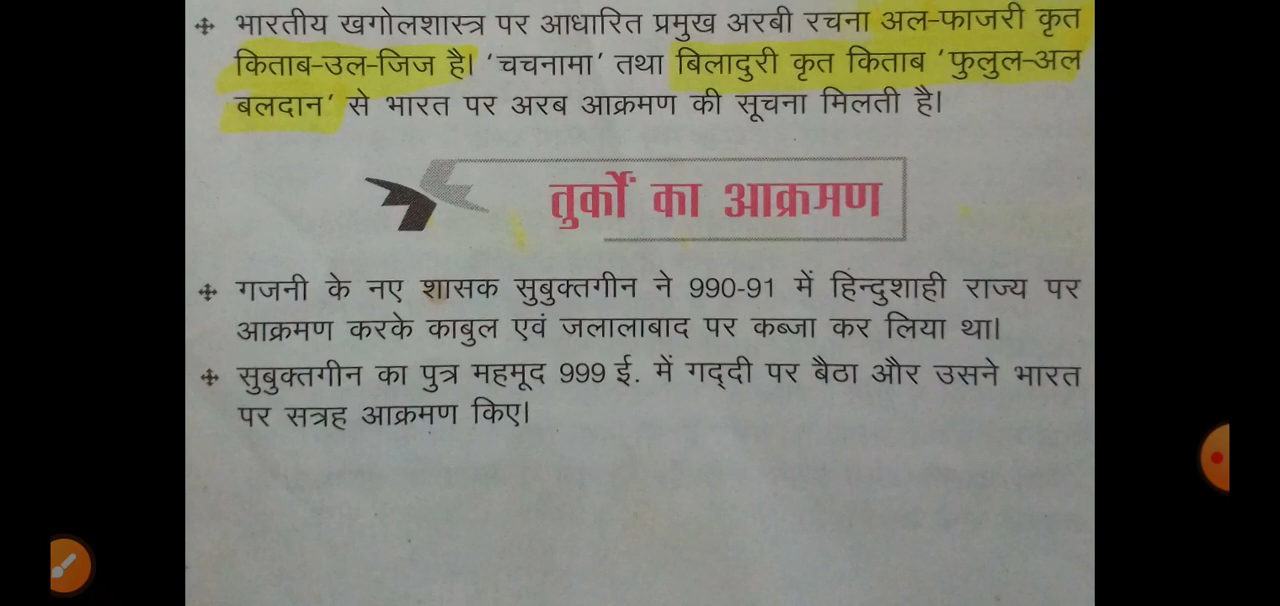 भारतीय खगोलशास्त्र पर आधारित प्रमुख अरबी रचना अल-फाजरी कृत
किताब-उल-जिज है। 'चचनामा' तथा बिलादुरी कृत किताब 'फुलुल-अल
बलदान' से भारत पर अरब आक्रमण की सूचना मिलती है।
तुर्कों का आक्रमण
गजनी के नए शासक सुबुक्तगीन ने 990-91 में हिन्दुशाही राज्य पर
आक्रमण करके काबुल एवं जलालाबाद पर कब्जा कर लिया था।
सुबुक्तगीन का पुत्र महमूद 999 ई. में गद्दी पर बैठा और उसने भारत
पर सत्रह आक्रमण किए।